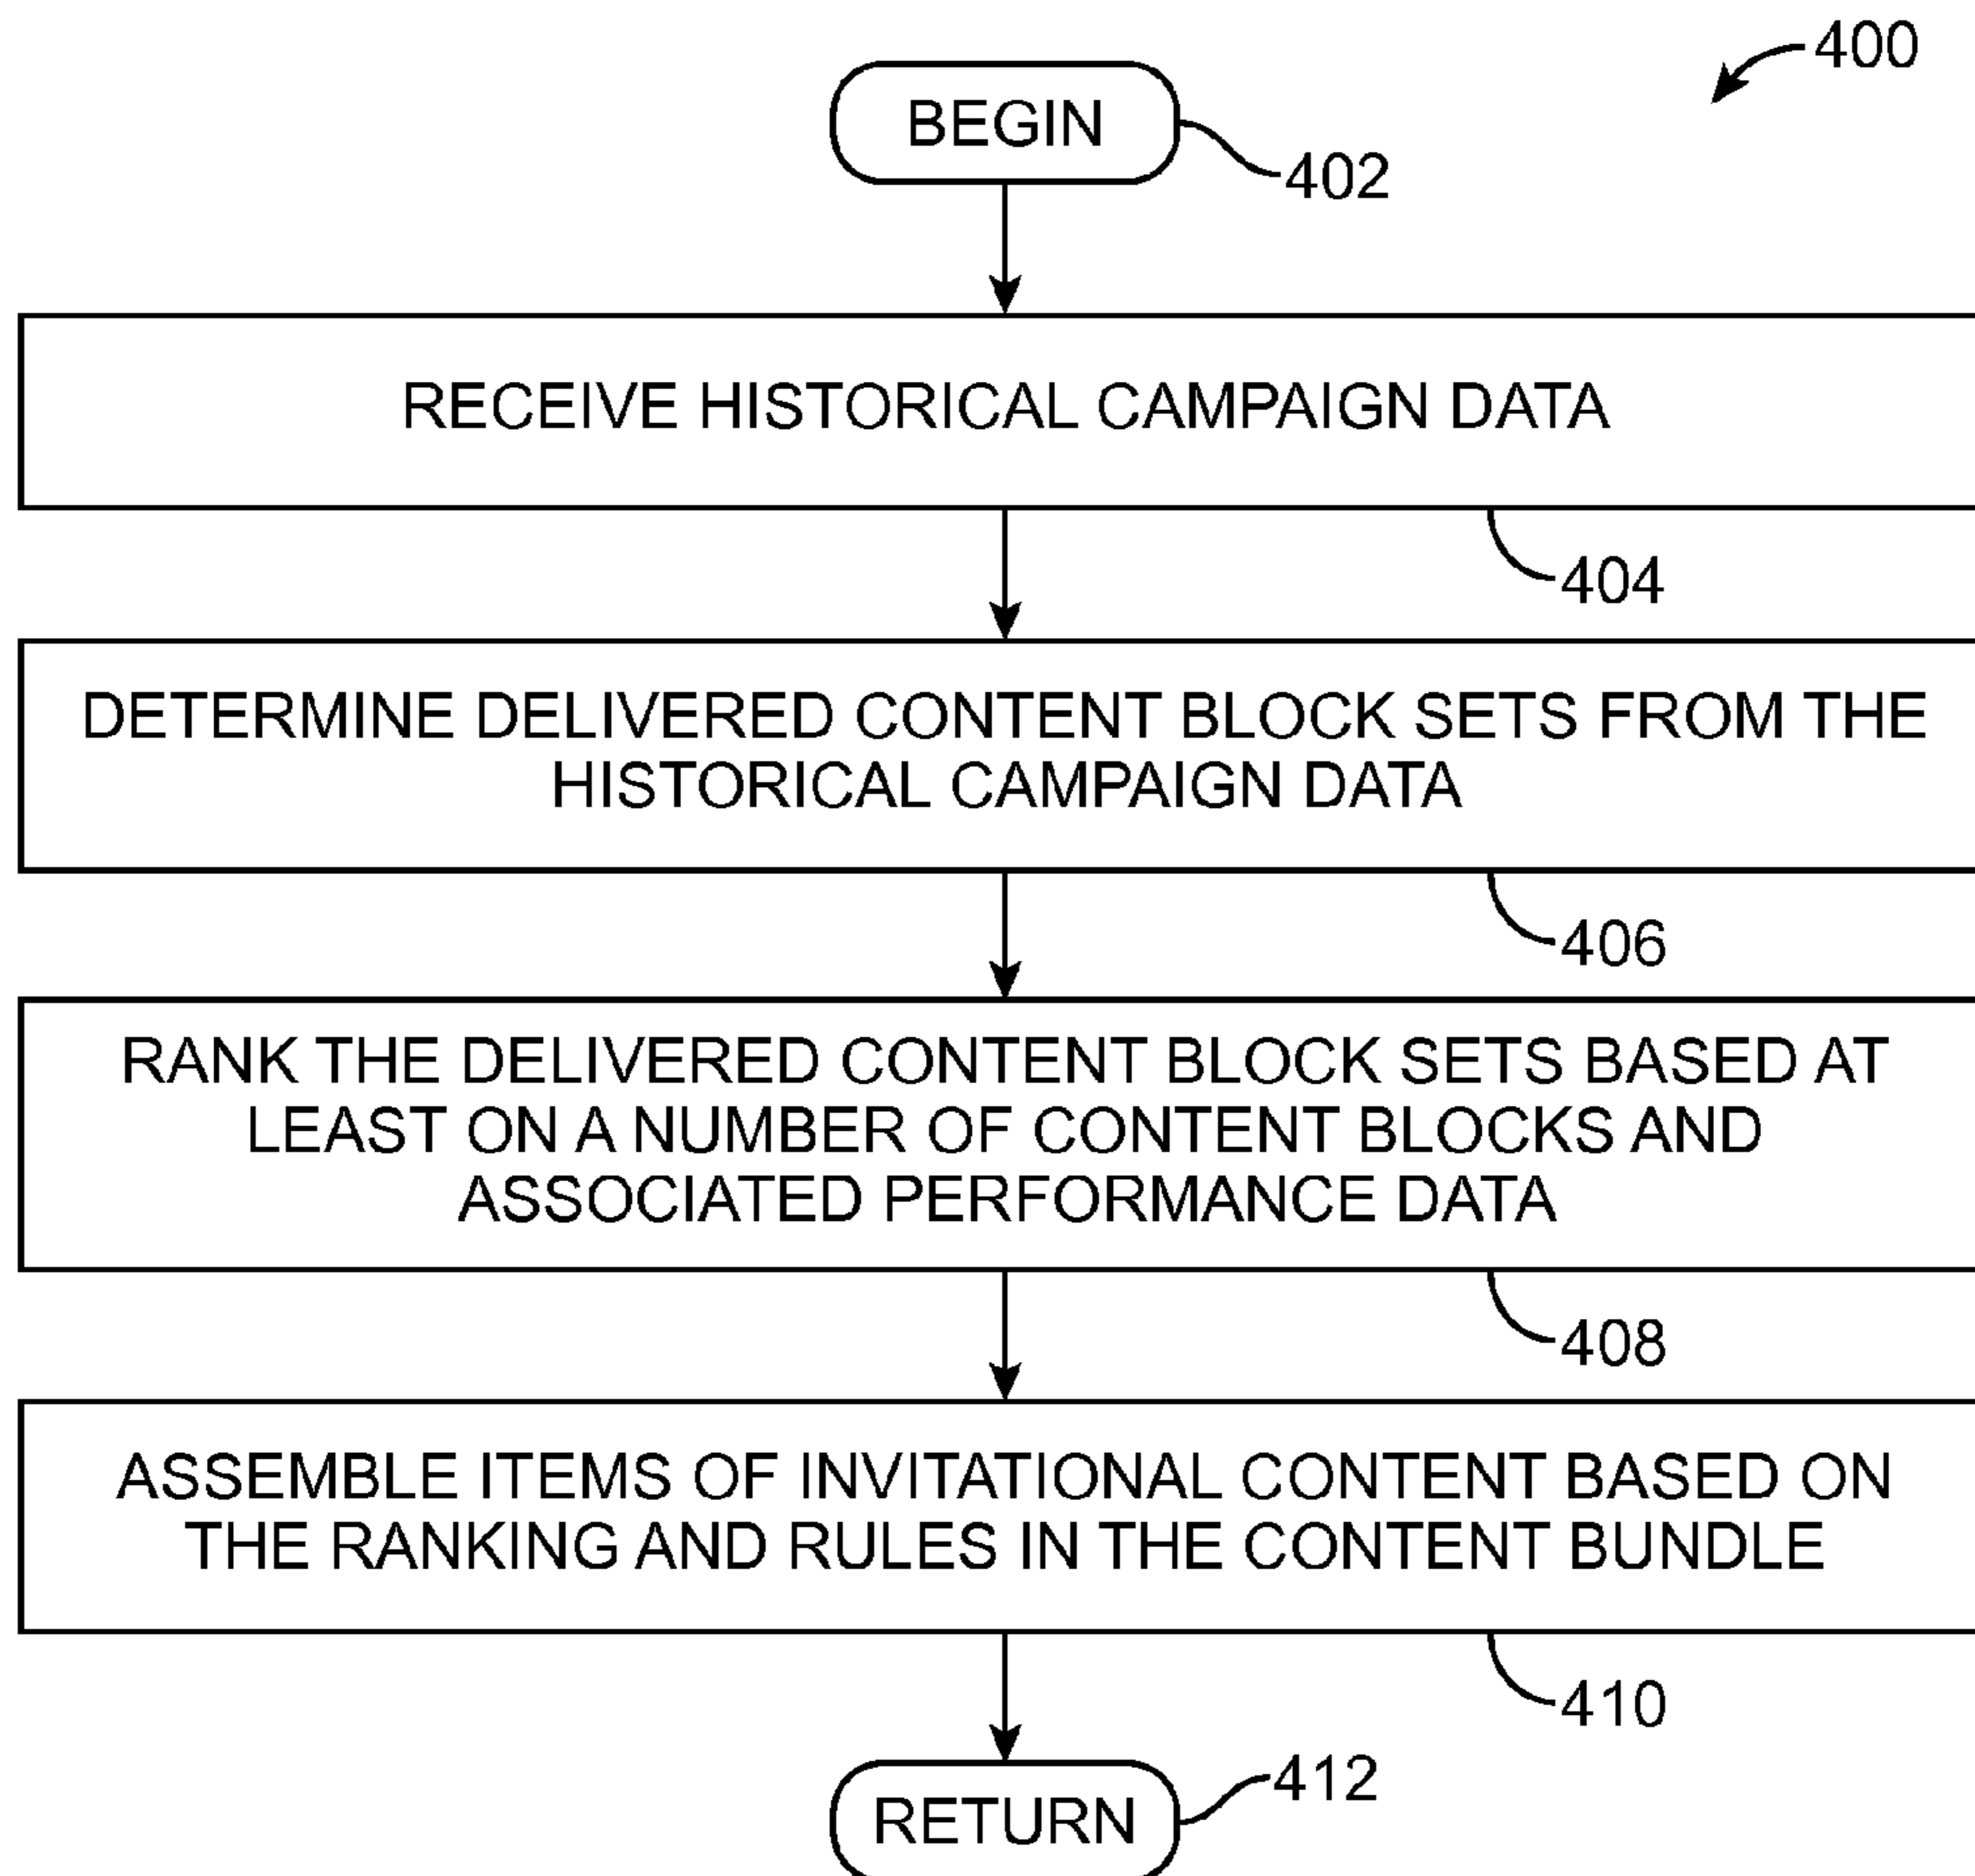 400
BEGIN
402
RECEIVE HISTORICAL CAMPAIGN DATA
404
DETERMINE DELIVERED CONTENT BLOCK SETS FROM THE
HISTORICAL CAMPAIGN DATA
406
RANK THE DELIVERED CONTENT BLOCK SETS BASED AT
LEAST ON A NUMBER OF CONTENT BLOCKS AND
ASSOCIATED PERFORMANCE DATA
408
ASSEMBLE ITEMS OF INVITATIONAL CONTENT BASED ON
THE RANKING AND RULES IN THE CONTENT BUNDLE
410
412
RETURN